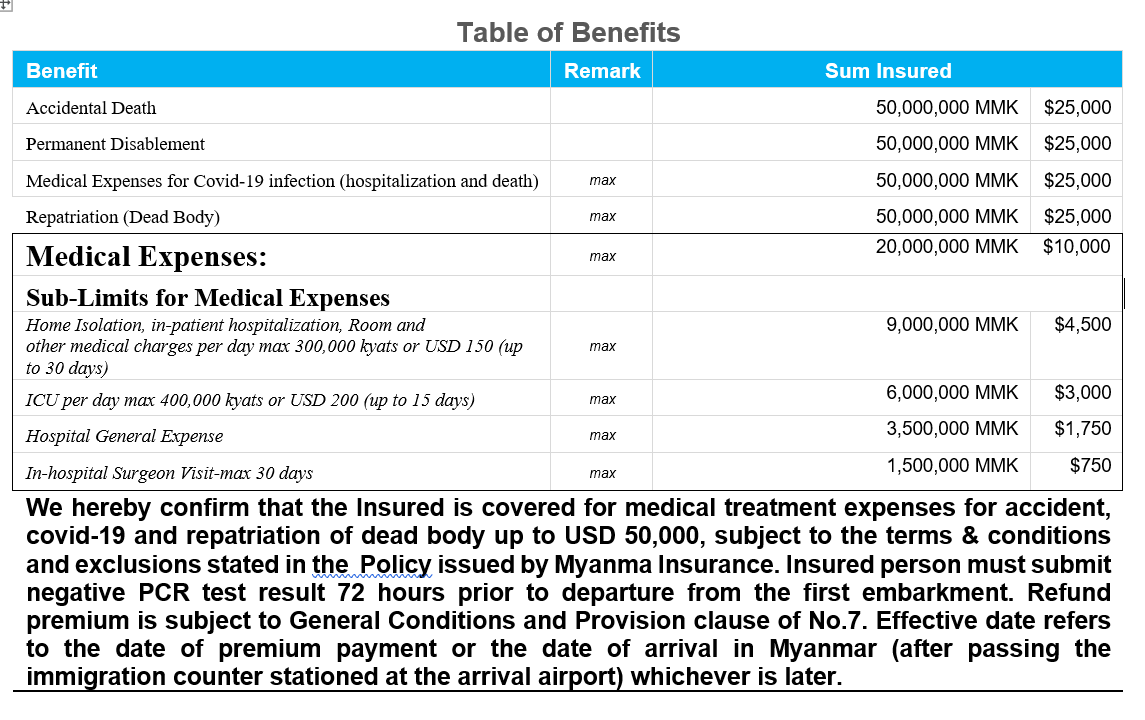 Table of Benefits
Benefit Remark Sum Insured
Accidental Death 50,000,000 MMK $25,000
Permanent Disablement 50,000,000 MMK $25,000
Medical Expenses for Covid-19 infection (hospitalization and death) max 50,000,000 MMK $25,000
Repatriation (Dead Body) max 50,000,000 MMK $25,000
Medical Expenses: max 20,000,000 MMK $10,000
Sub-Limits for Medical Expenses
Home Isolation, in-patient hospitalization, Room and
other medical charges per day max 300,000 kyats or USD 150 (up
to 30 days) max 9,000,000 MMK $4,500
ICU per day max 400,000 kyats or USD 200 (up to 15 days) max 6,000,000 MMK $3,000
Hospital General Expense max 3,500,000 MMK $1,750
In-hospital Surgeon Visit-max 30 days max 1,500,000 MMK $750
We hereby confirm that the Insured is covered for medical treatment expenses for accident,
covid-19 and repatriation of dead body up to USD 50,000, subject to the terms & conditions
and exclusions stated in the Policy issued by Myanma Insurance. Insured person must submit
negative PCR test result 72 hours prior to departure from the first embarkment. Refund
premium is subject to General Conditions and Provision clause of No.7. Effective date refers
to the date of premium payment or the date of arrival in Myanmar (after passing the
immigration counter stationed at the arrival airport) whichever is later.